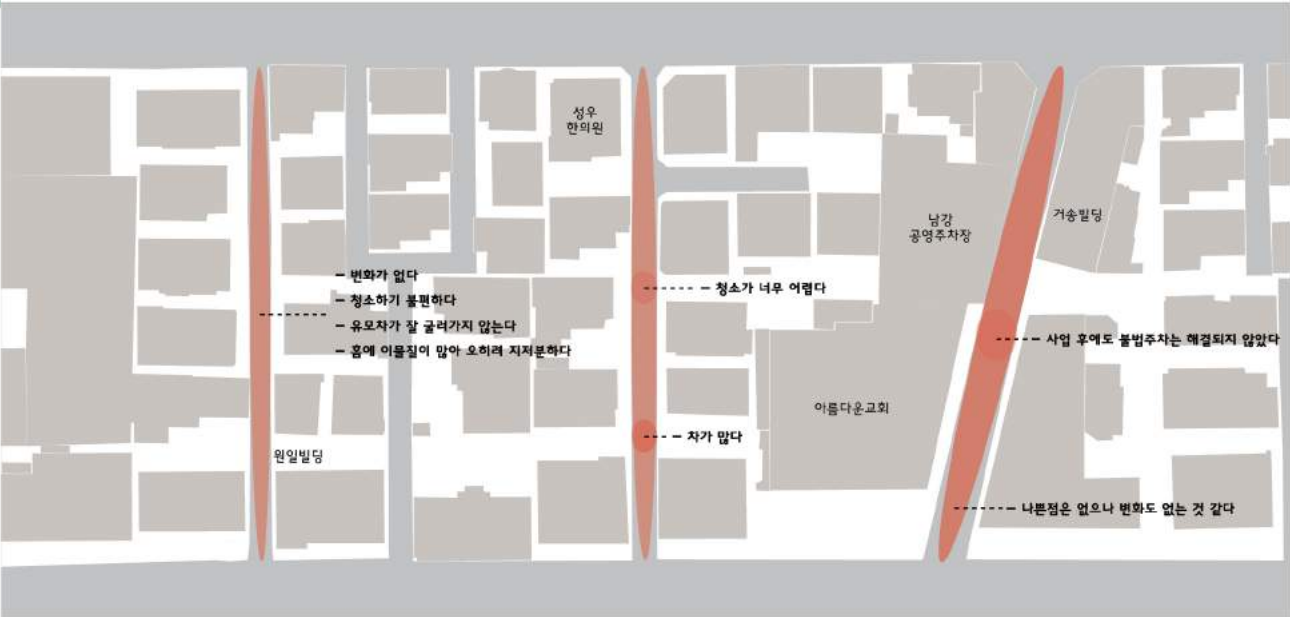 성우
한의원
남강
공영주차장
거송빌딩
– 변화가 없다
– 청소하기 불편하다
– 유모차가 잘 굴러가지 않는다
– 홈에 이물질이 많아 오히려 지저분하다
– 청소가 너무 어렵다
– 사업 후에도 불법주차는 해결되지 않았다
아름다운교회
– 차가 많다
원일빌딩
– 나쁜점은 없으나 변화도 없는 것 같다